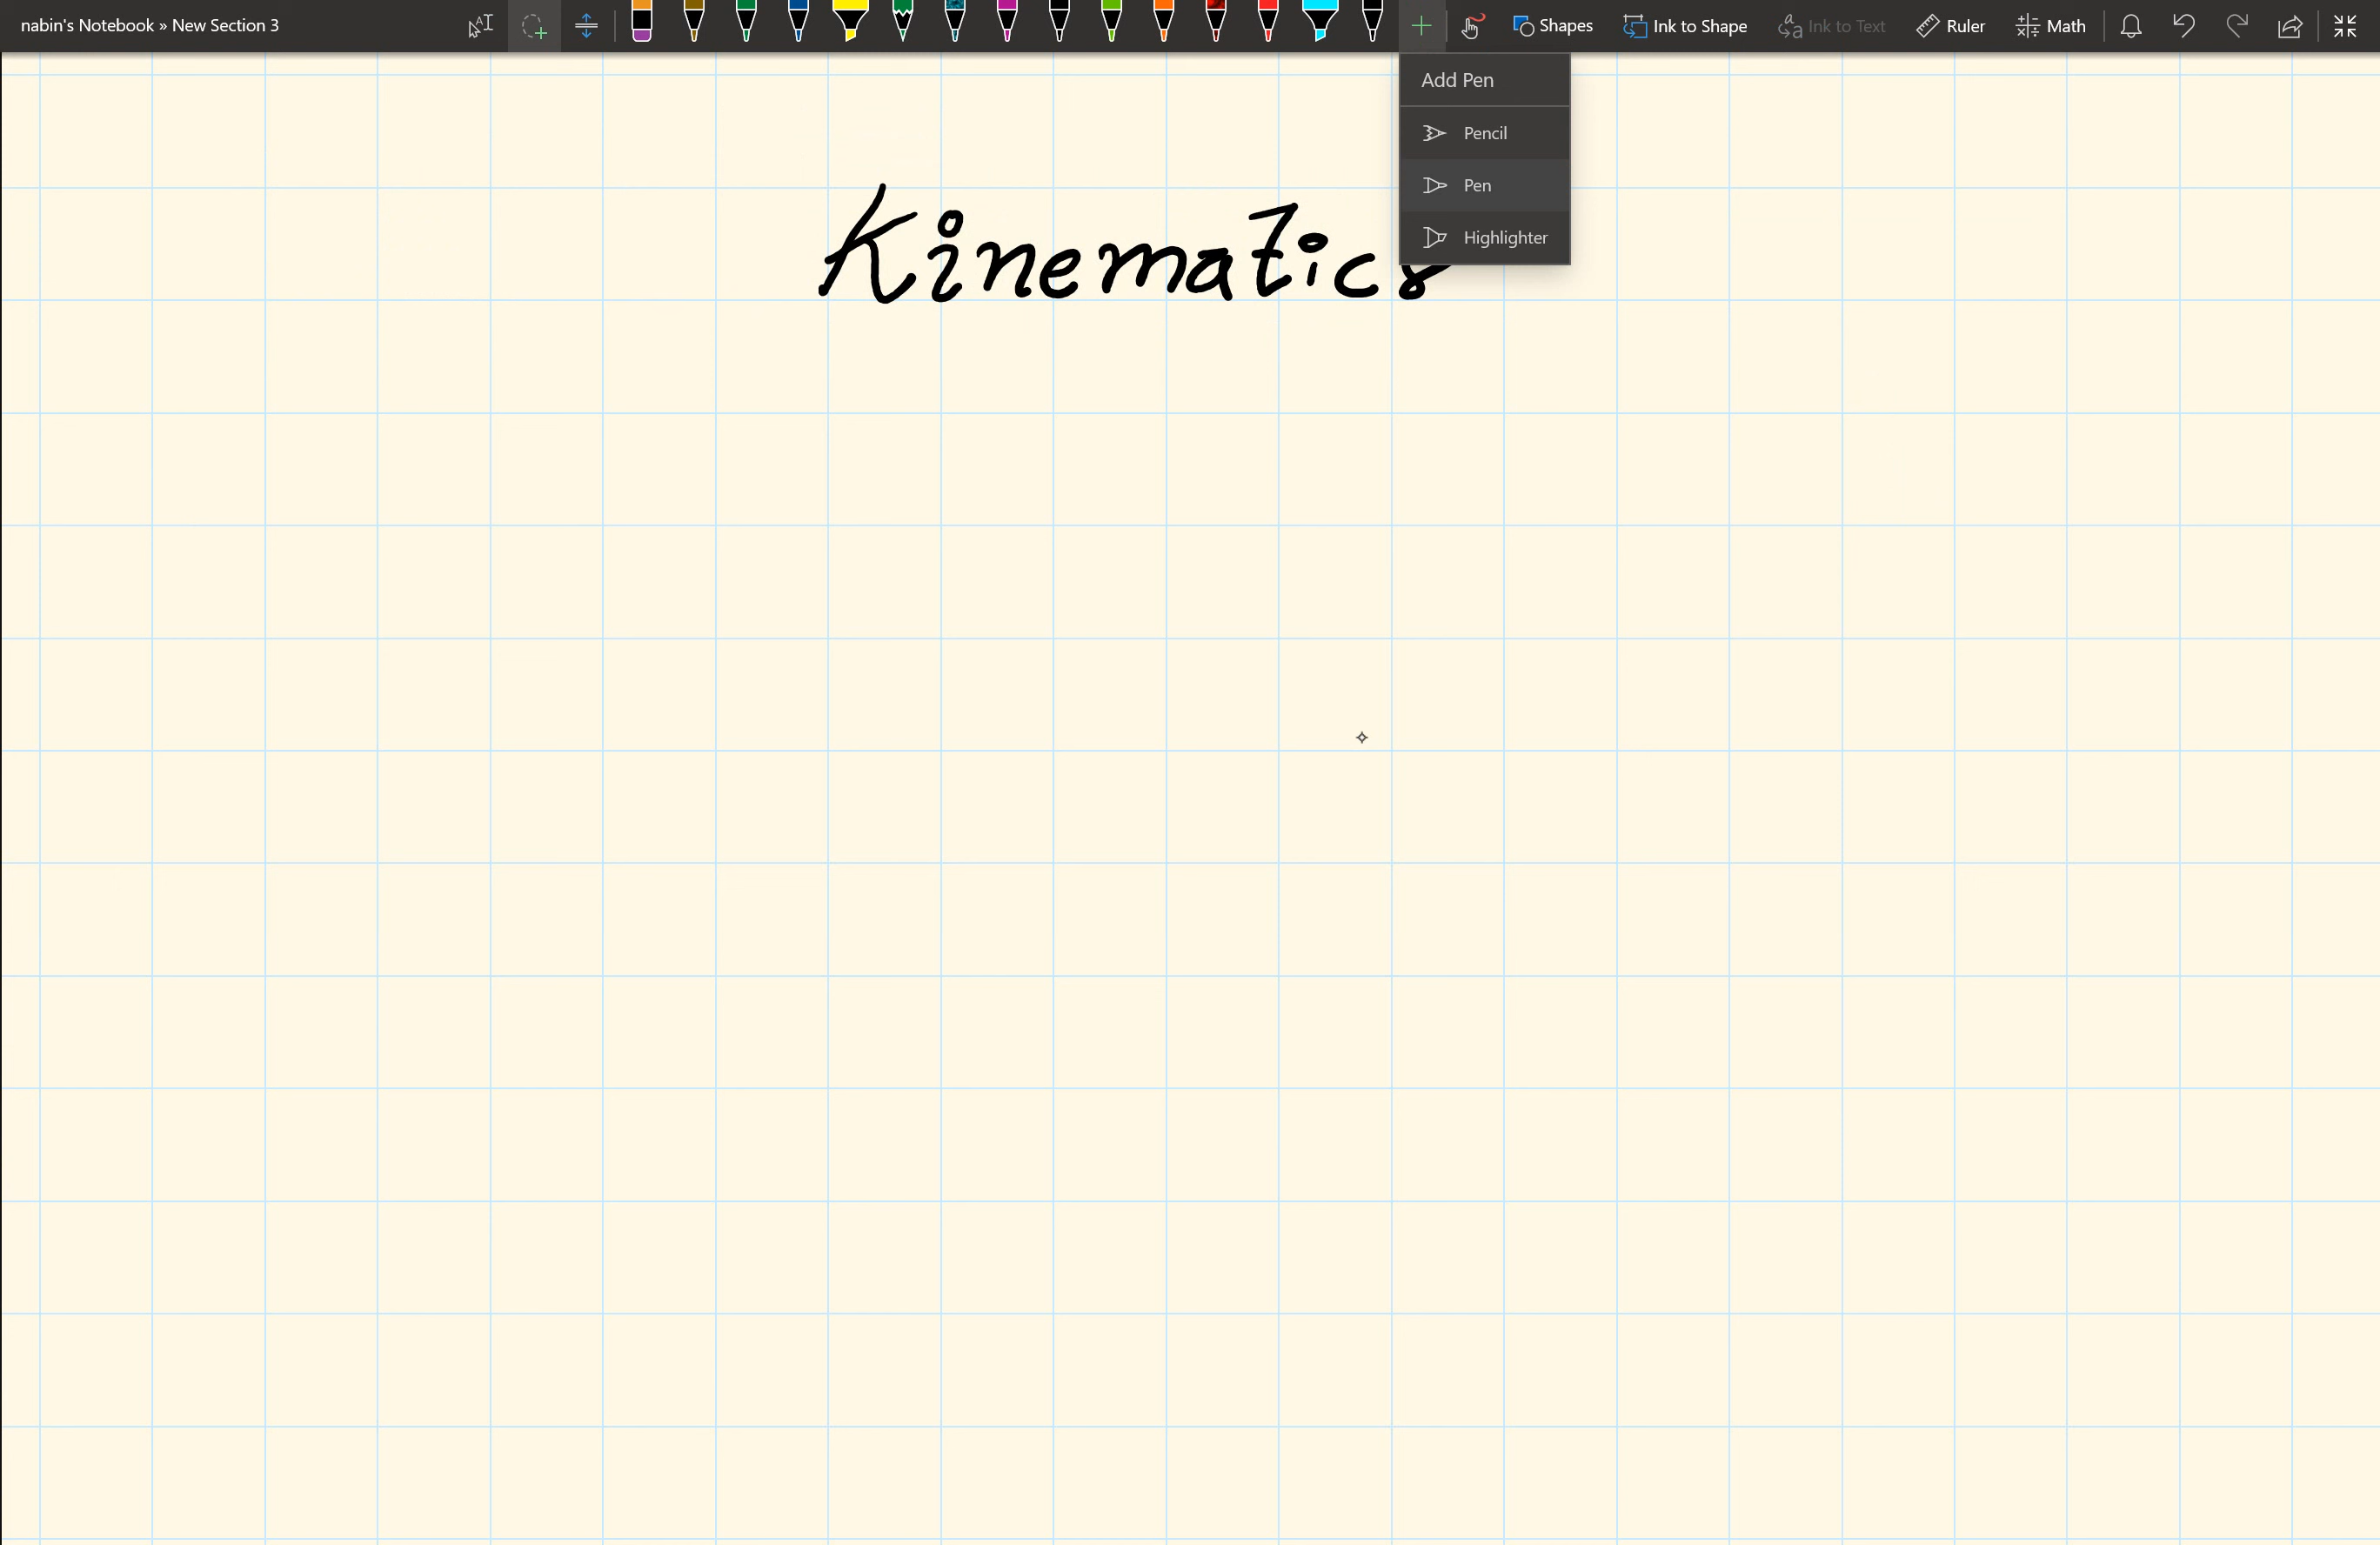 nabin's Notebook » New Section 3
Shapes
Ink to Shape
Ink to Text
Ruler
Math
Add Pen
Pencil
Pen
Highlighter
Kinematics